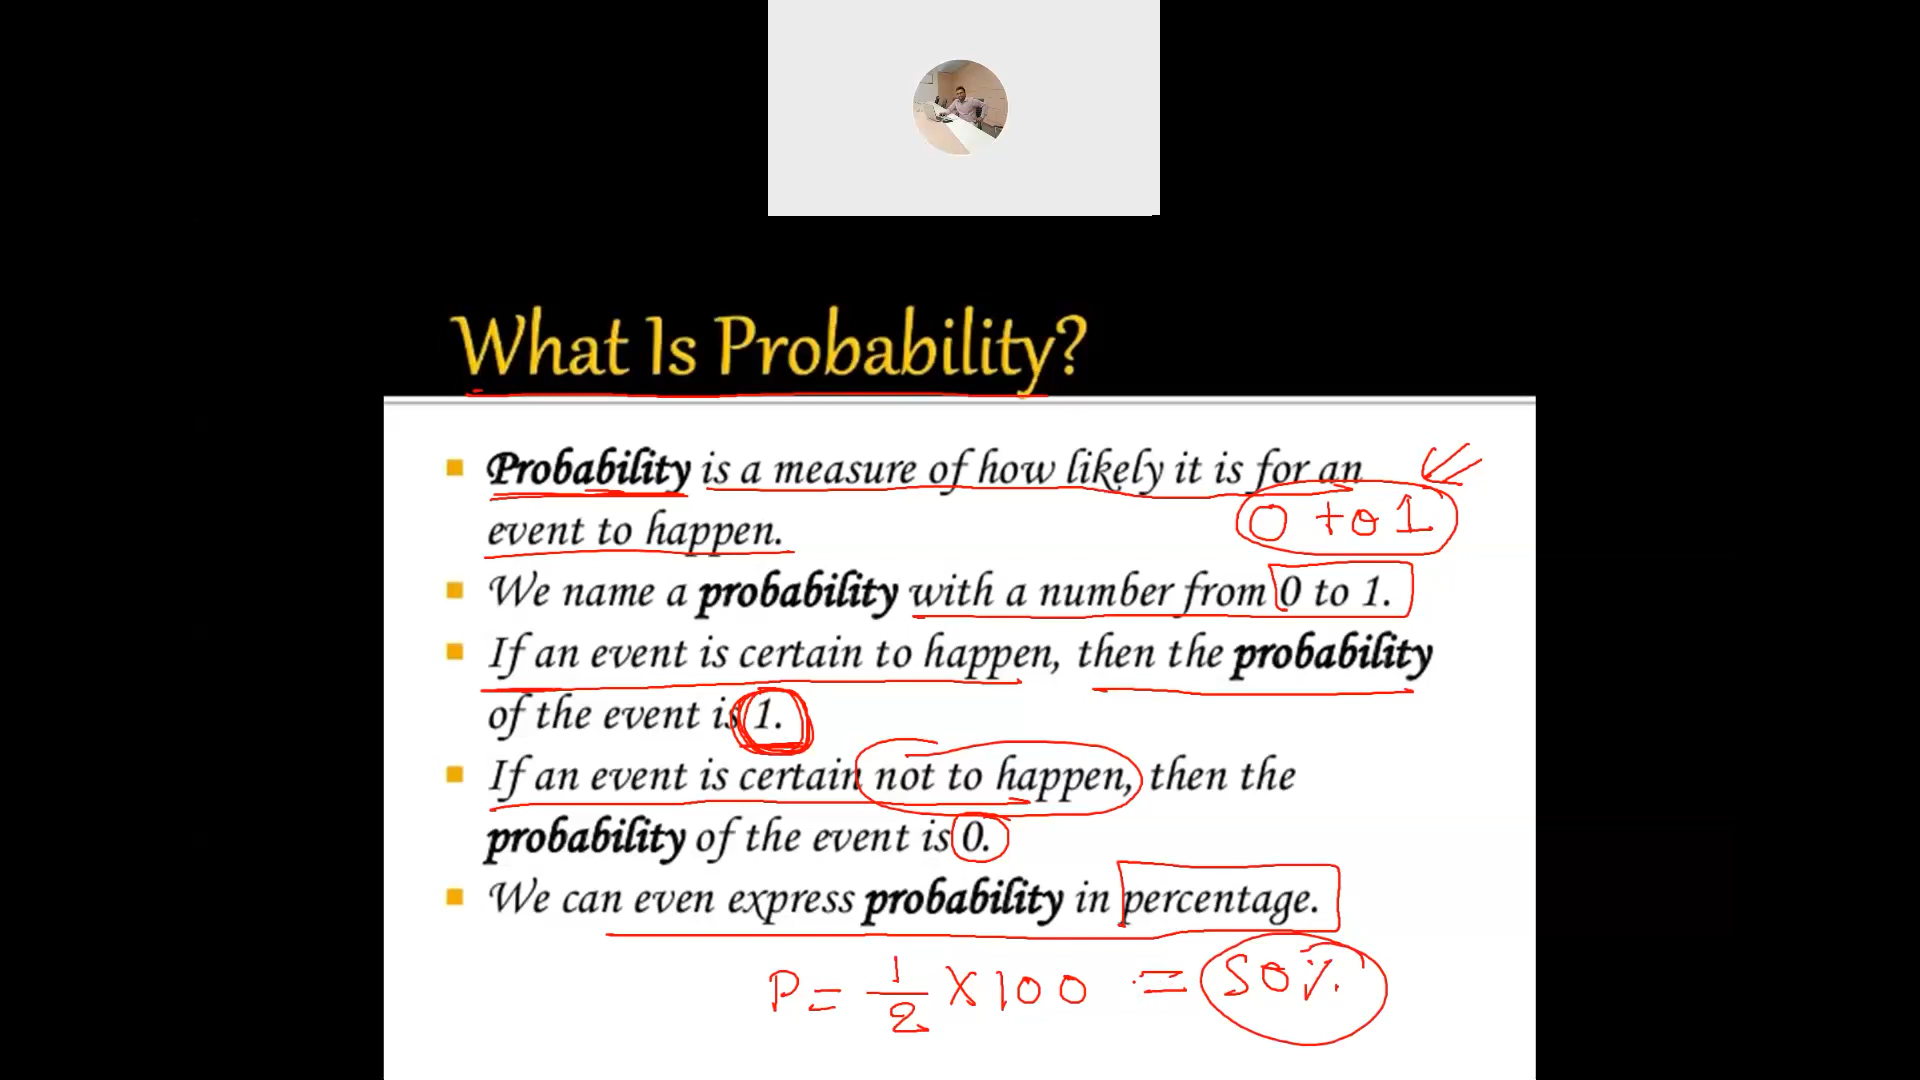 What Is Probability?
Probability is a measure of how likely it is for an
event to happen.
0 to 1
We name a probability with a number from 0 to 1.
If an event is certain to happen, then the probability
of the event is 1.
If an event is certain not to happen, then the
probability of the event is 0.
We can even express probability in percentage.
P = 1/2 × 100 = 50%